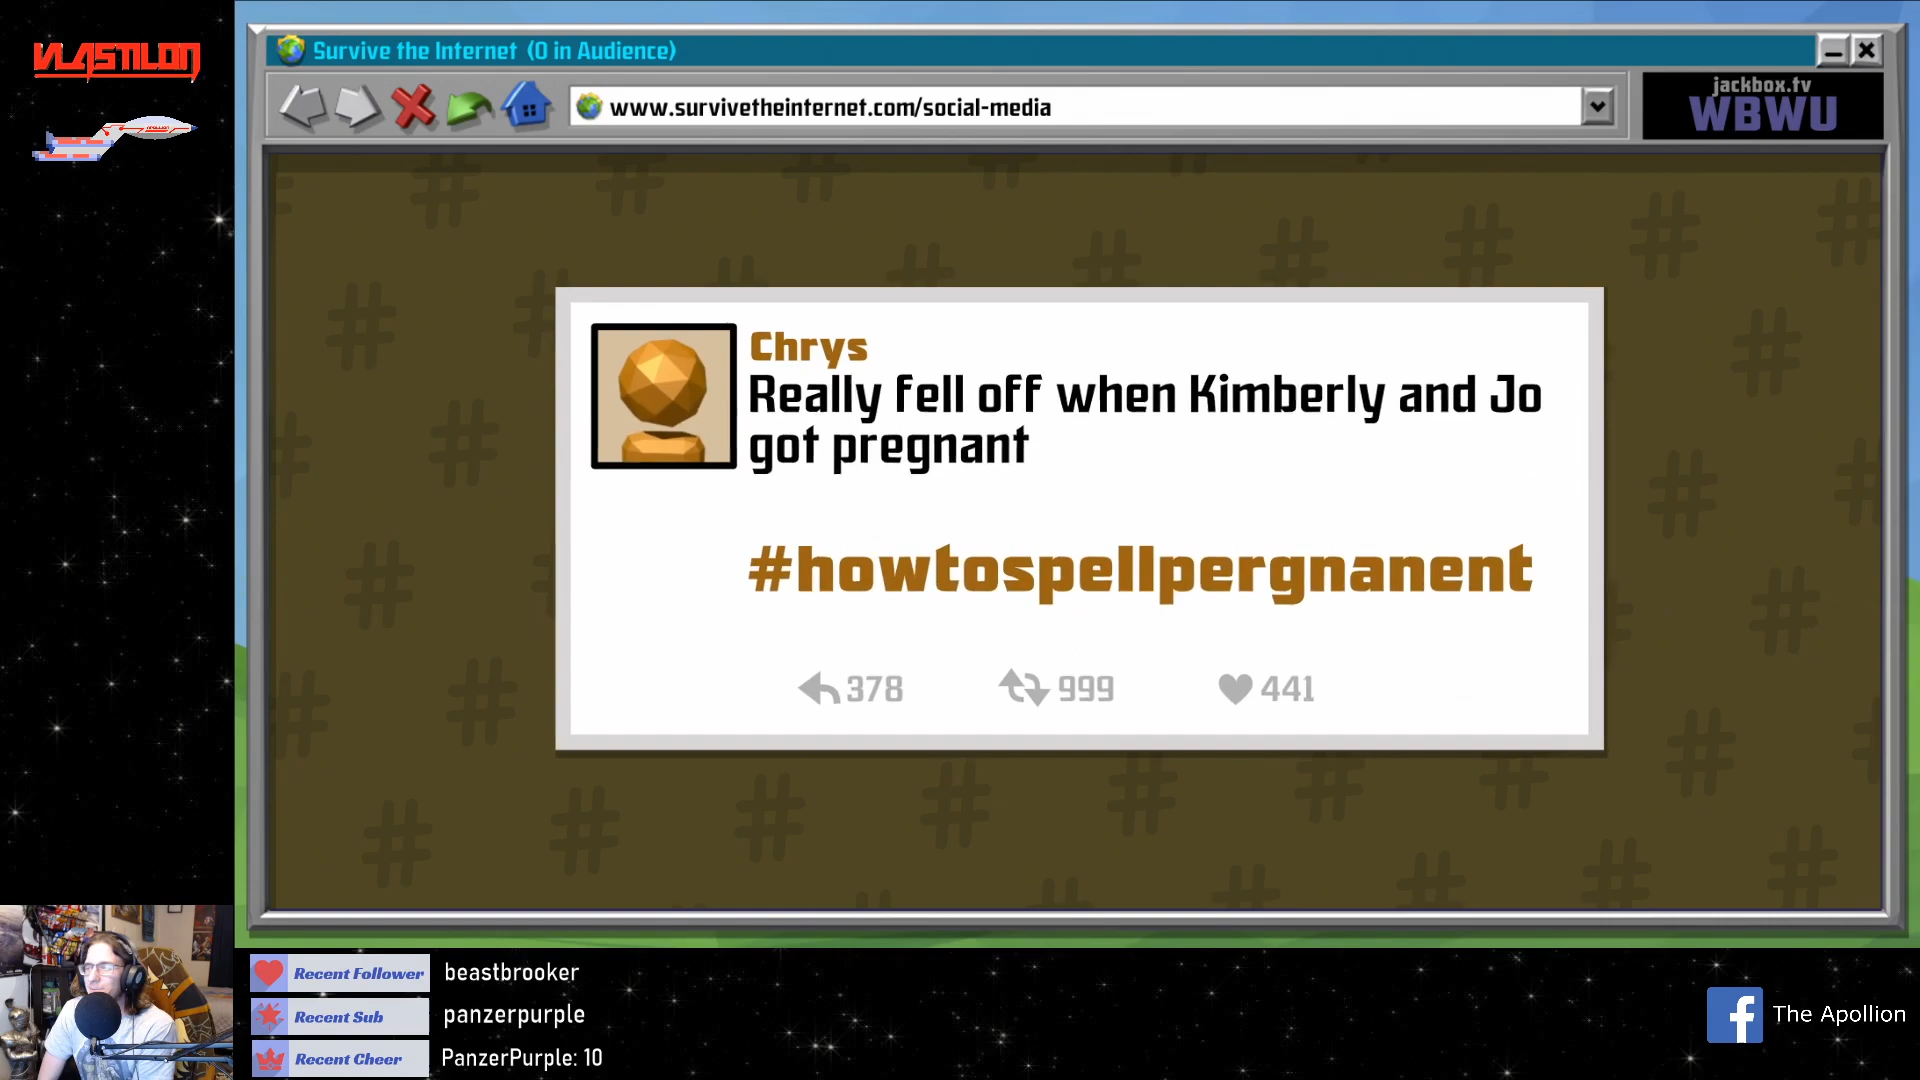 VLASTILON
Survive the Internet (0 in Audience)
www.survivetheinternet.com/social-media
jackbox.tv
WBWU
Chrys
Really fell off when Kimberly and Jo
got pregnant
#howtospellpergnanent
378 999 441
Recent Follower beastbrooker
Recent Sub panzerpurple
Recent Cheer PanzerPurple: 10
The Apollion